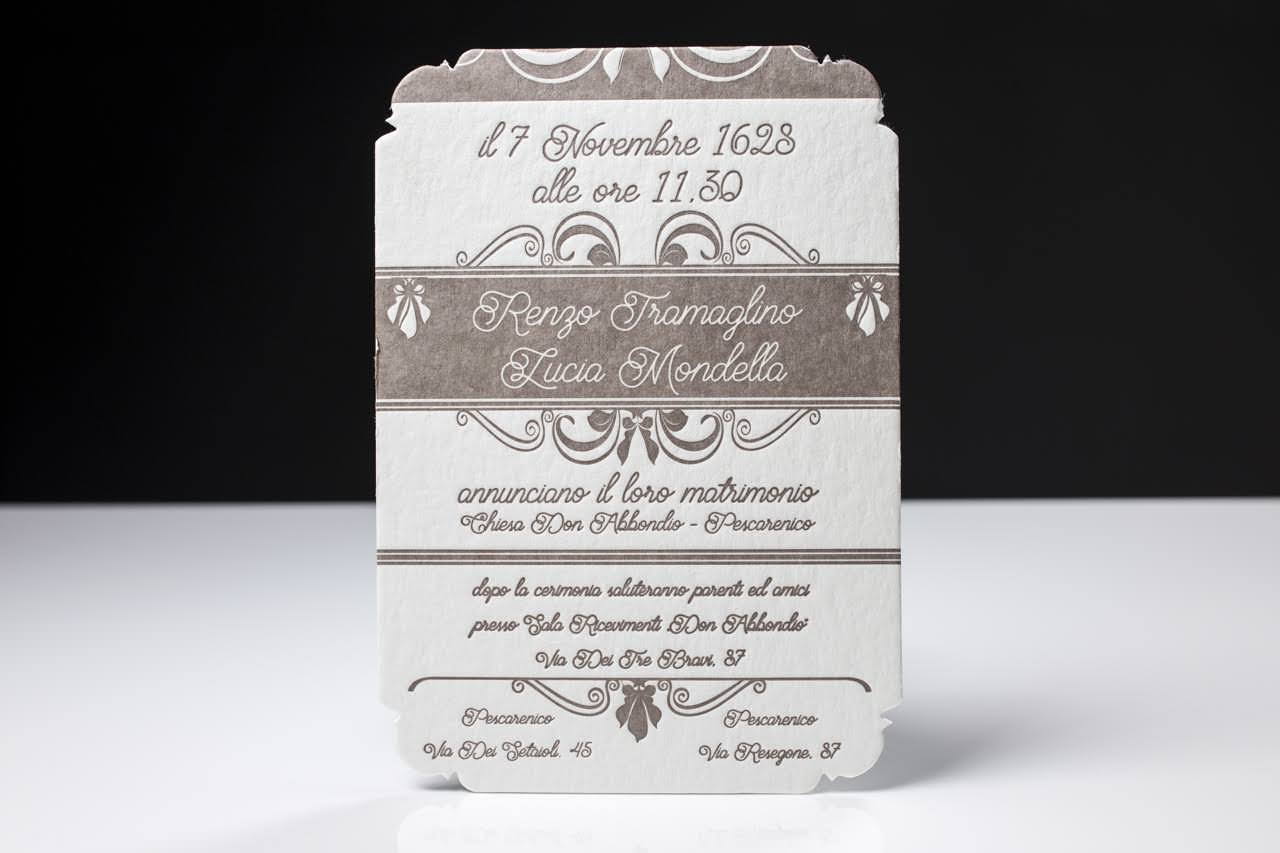 il 7 Novembre 1628
alle ore 11.30
Renzo Tramaglino
Lucia Mondella
annunciano il loro matrimonio
Chiesa Don Abbondio - Pescarenico
dopo la cerimonia saluteranno parenti ed amici
presso Sala Ricevimenti "Don Abbondio"
Via Dei Tre Bravi, 87
Pescarenico Pescarenico
Via Dei Setaioli, 45 Via Resegone, 87